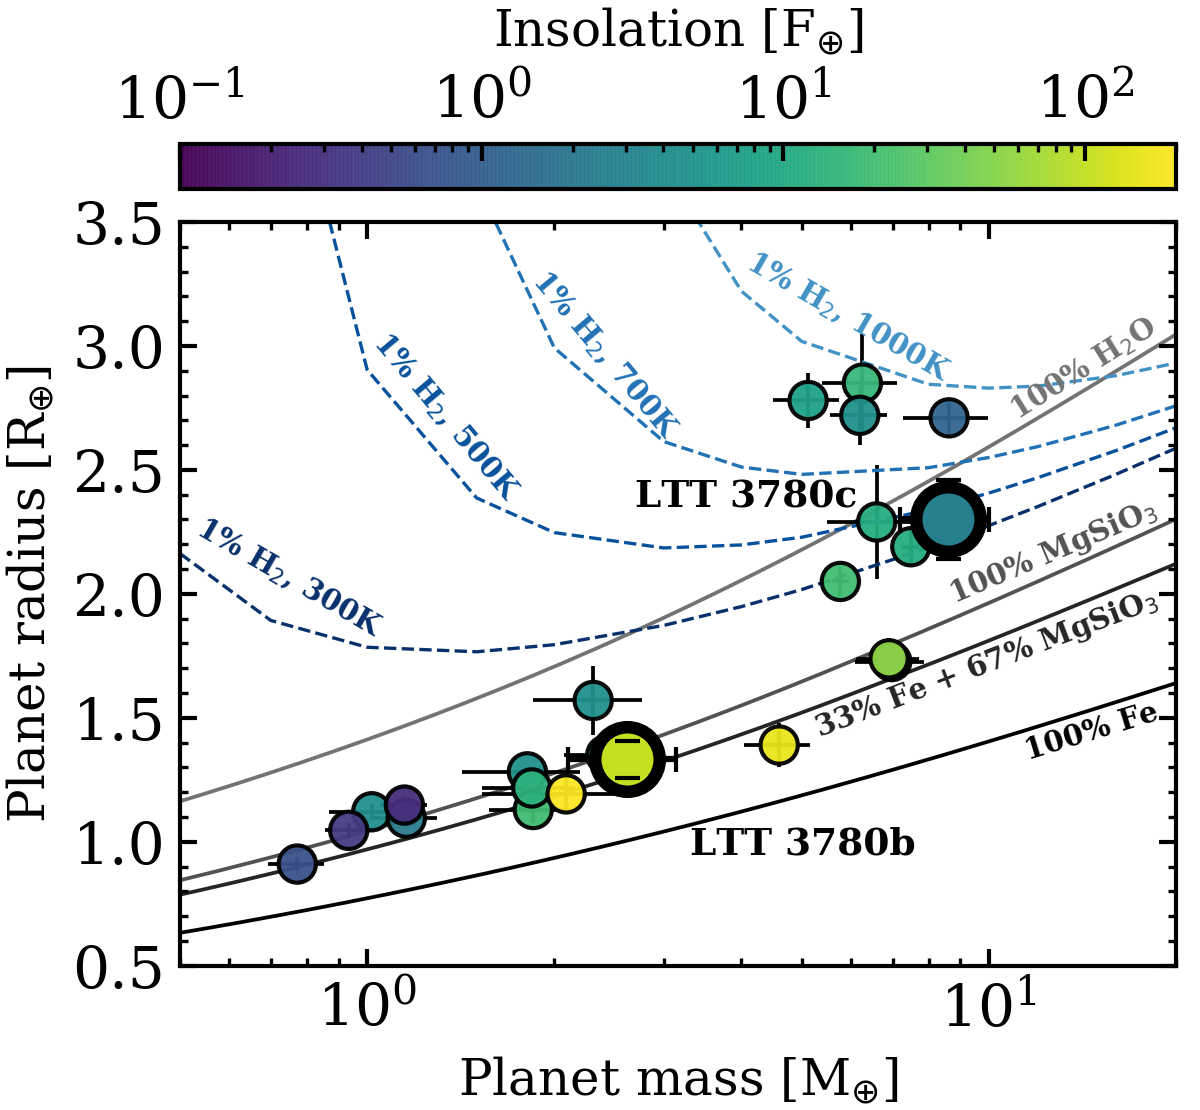 Insolation [F⊕]
10⁻¹ 10⁰ 10¹ 10²
3.5
3.0
2.5
2.0
1.5
1.0
0.5
Planet radius [R⊕]
1% H₂, 1000K
1% H₂, 700K
1% H₂, 500K
1% H₂, 300K
100% H₂O
LTT 3780c
100% MgSiO₃
33% Fe + 67% MgSiO₃
100% Fe
LTT 3780b
10⁰ 10¹
Planet mass [M⊕]